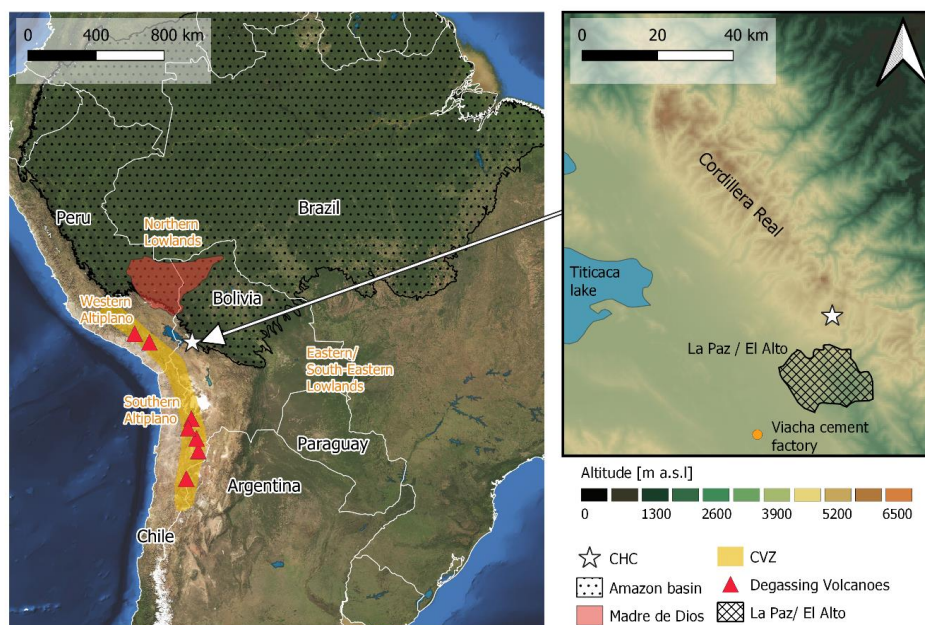 0 400 800 km
Peru
Brazil
Northern
Lowlands
Bolivia
Western
Altiplano
Eastern/
South-Eastern
Lowlands
Southern
Altiplano
Paraguay
Argentina
Chile
0 20 40 km
Cordillera Real
Titicaca
lake
La Paz / El Alto
Viacha cement
factory
Altitude [m a.s.l]
0 1300 2600 3900 5200 6500
CHC
CVZ
Amazon basin
Degassing Volcanoes
Madre de Dios
La Paz/ El Alto